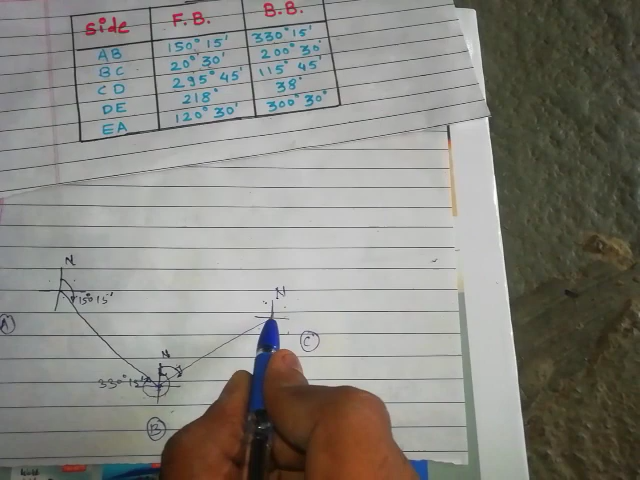 side F.B. B.B.
AB 150° 15' 330° 15'
BC 20° 30' 200° 30'
CD 295° 45' 115° 45'
DE 218° 38°
EA 120° 30' 300° 30'
N
15° 15'
A
N
C
N
330° 15'
B